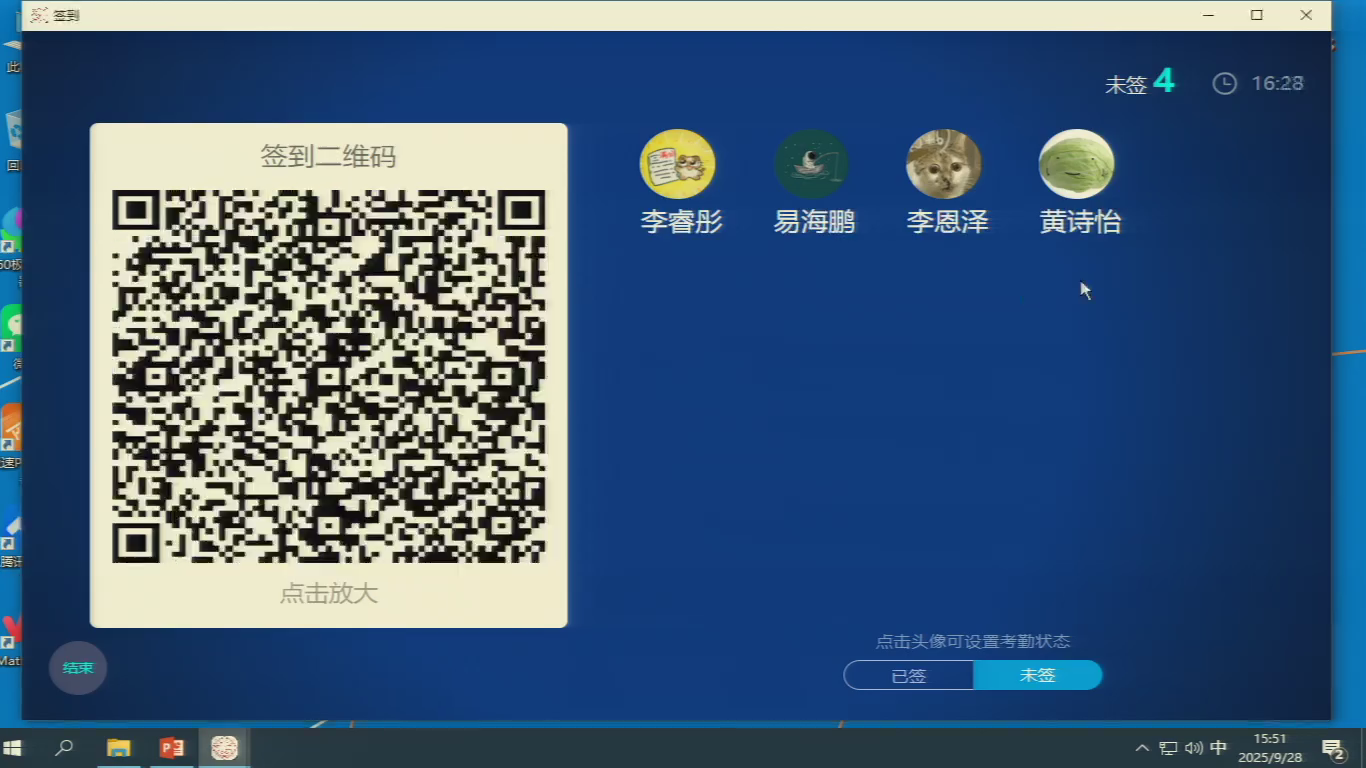 签到
未签 4
16:28
签到二维码
李睿彤
易海鹏
李恩泽
黄诗怡
点击放大
点击头像可设置考勤状态
已签
未签
结束
中
15:51
2025/9/28
2